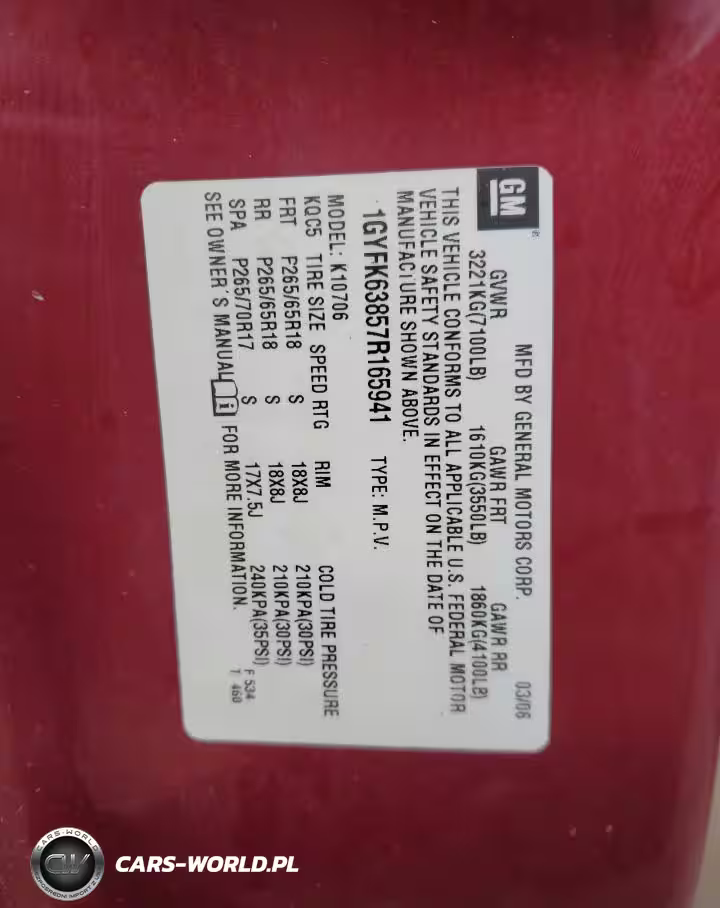 GM
MFD BY GENERAL MOTORS CORP. 03/06
GVWR GAWR FRT GAWR RR
3221KG(7100LB) 1610KG(3550LB) 1860KG(4100LB)
THIS VEHICLE CONFORMS TO ALL APPLICABLE U.S. FEDERAL MOTOR
VEHICLE SAFETY STANDARDS IN EFFECT ON THE DATE OF
MANUFACTURE SHOWN ABOVE.
1GYFK63857R165941 TYPE: M.P.V.
MODEL: K10706
KQC5 TIRE SIZE SPEED RTG RIM COLD TIRE PRESSURE
FRT P265/65R18 S 18X8J 210KPA(30PSI)
RR P265/65R18 S 18X8J 210KPA(30PSI)
SPA P265/70R17 S 17X7.5J 240KPA(35PSI)
SEE OWNER'S MANUAL i FOR MORE INFORMATION.
F 534
T 460
CARS-WORLD
CW
CARS-WORLD.PL